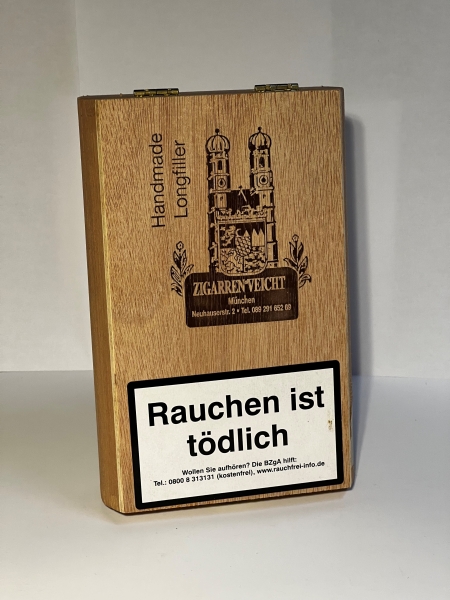 Handmade
Longfiller
ZIGARREN VEICHT
München
Neuhauserstr. 2 • Tel. 089 291 652 69
Rauchen ist
tödlich
Wollen Sie aufhören? Die BZgA hilft:
Tel.: 0800 8 313131 (kostenfrei), www.rauchfrei-info.de